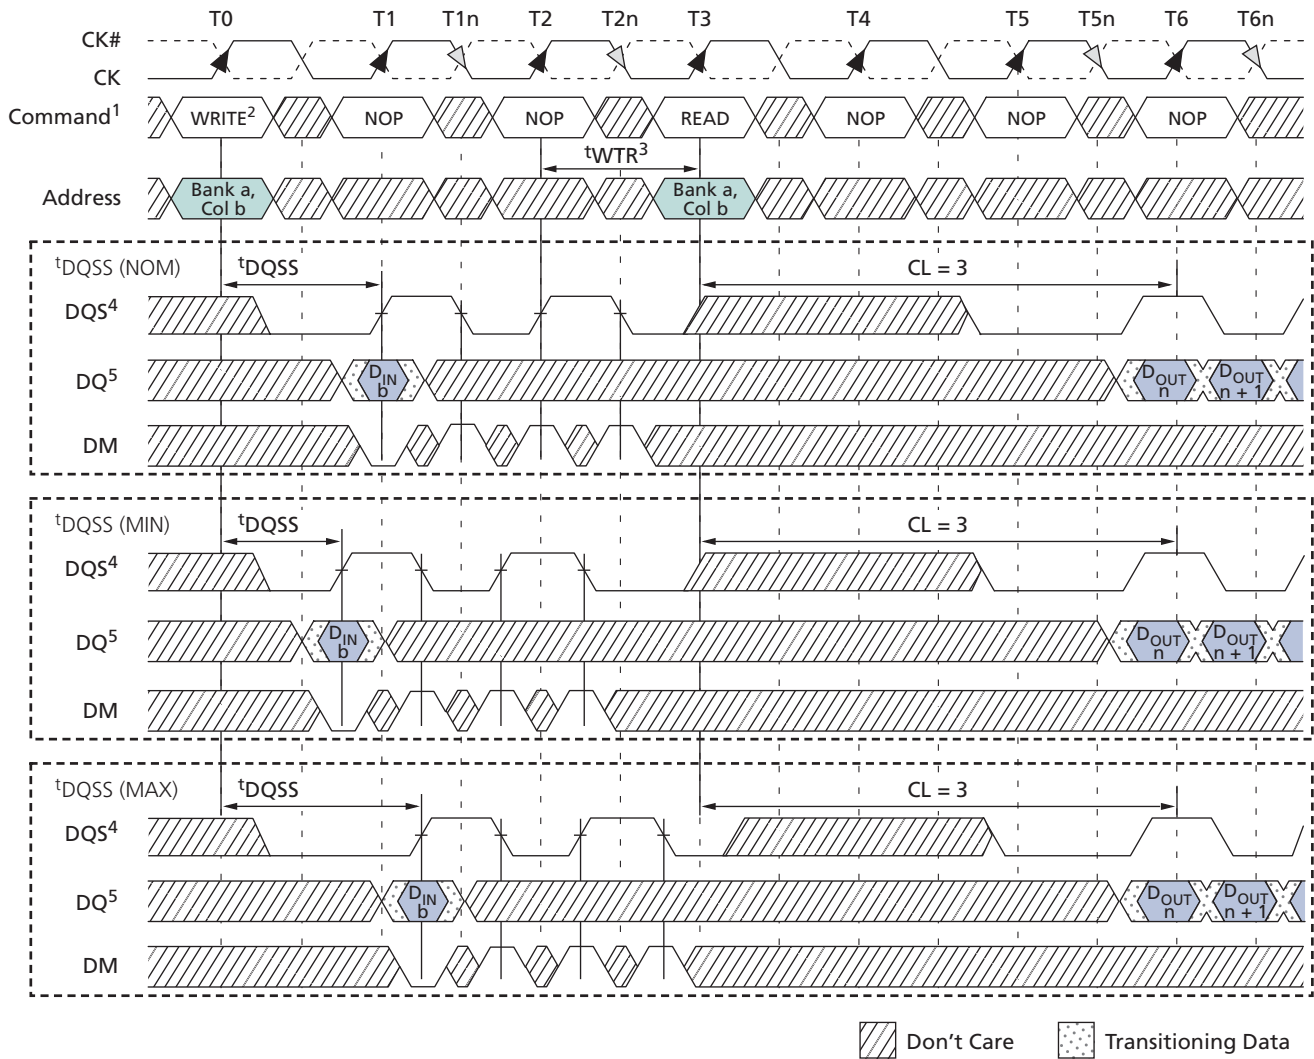 T0 T1 T1n T2 T2n T3 T4 T5 T5n T6 T6n
CK#
CK
Command1 WRITE2 NOP NOP READ NOP NOP NOP
tWTR3
Address Bank a, Col b Bank a, Col b
tDQSS (NOM) tDQSS CL = 3
DQS4
DQ5 DIN b DOUT n DOUT n + 1
DM
tDQSS (MIN) tDQSS CL = 3
DQS4
DQ5 DIN b DOUT n DOUT n + 1
DM
tDQSS (MAX) tDQSS CL = 3
DQS4
DQ5 DIN b DOUT n DOUT n + 1
DM
Don't Care Transitioning Data